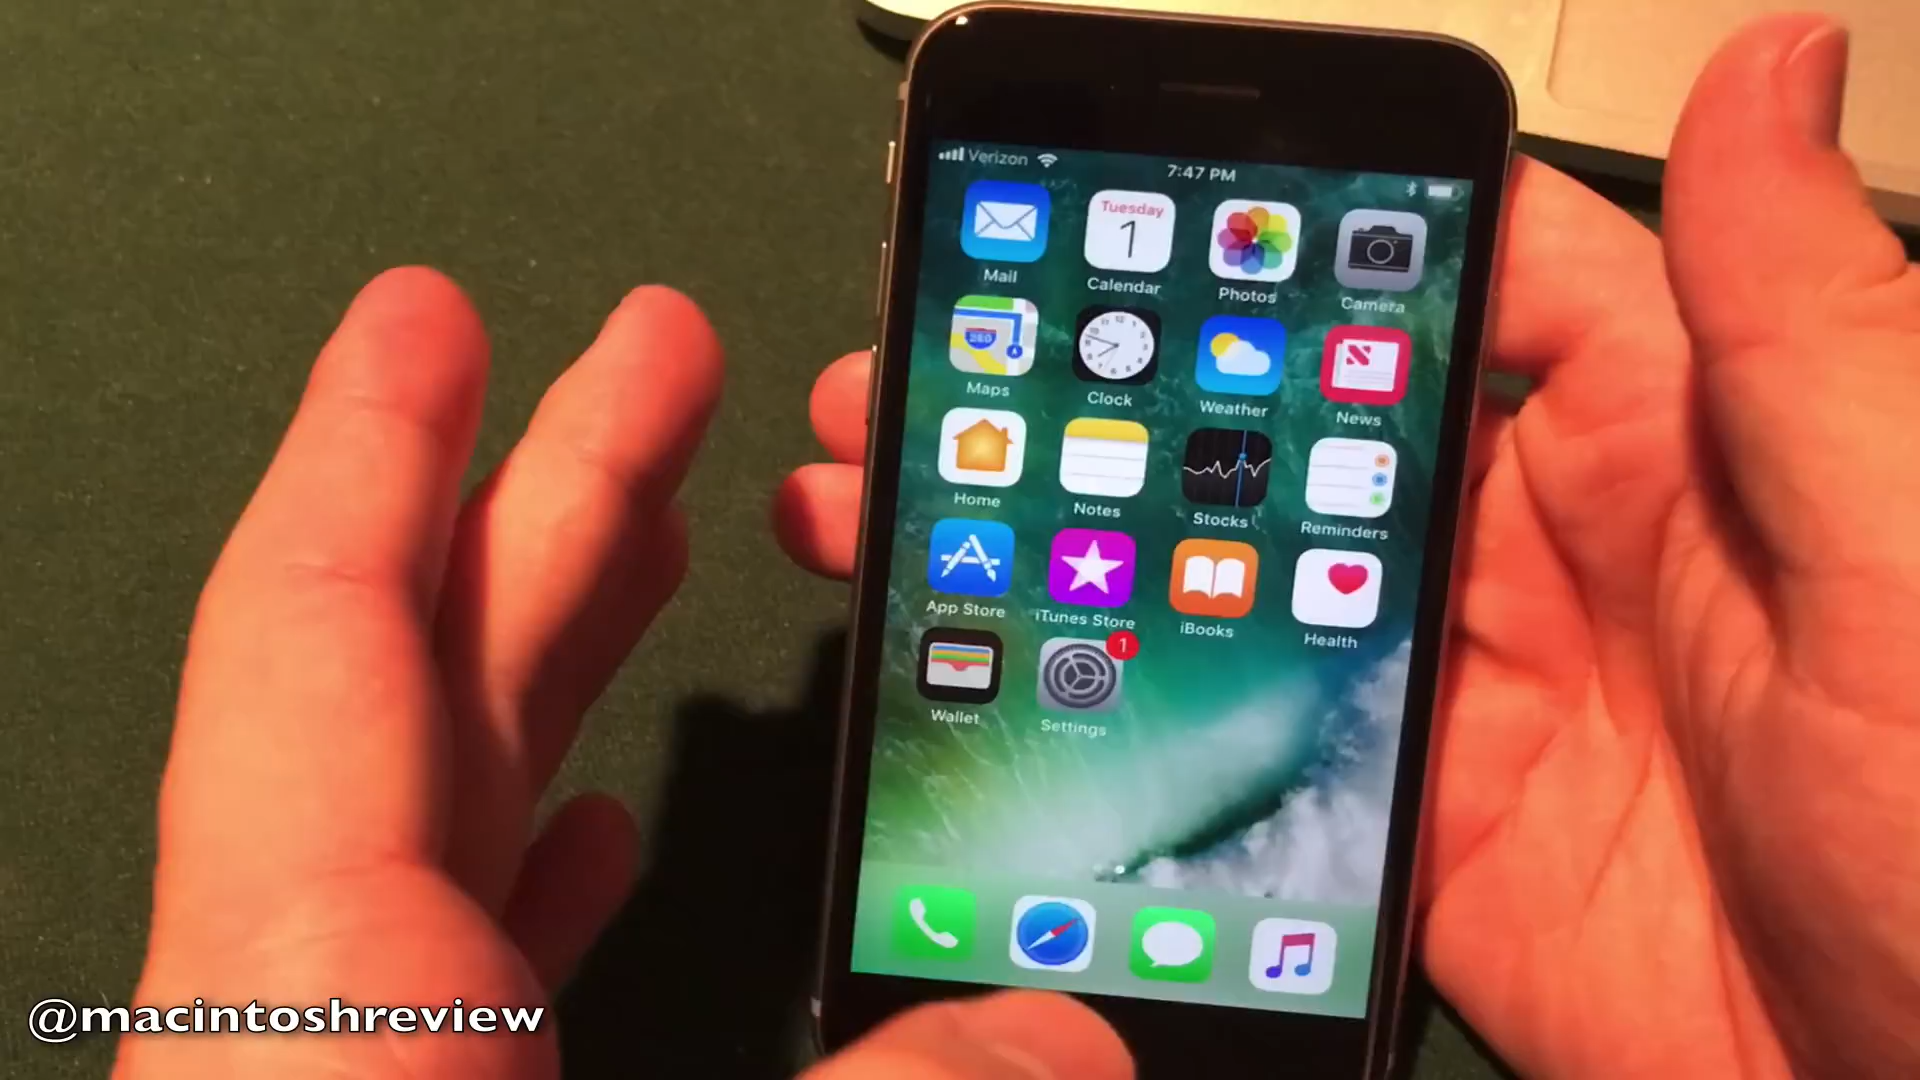 Verizon
7:47 PM
Tuesday
1
Mail
Calendar
Photos
Camera
280
Maps
Clock
Weather
News
Home
Notes
Stocks
Reminders
App Store
iTunes Store
iBooks
Health
1
Wallet
Settings
@macintoshreview